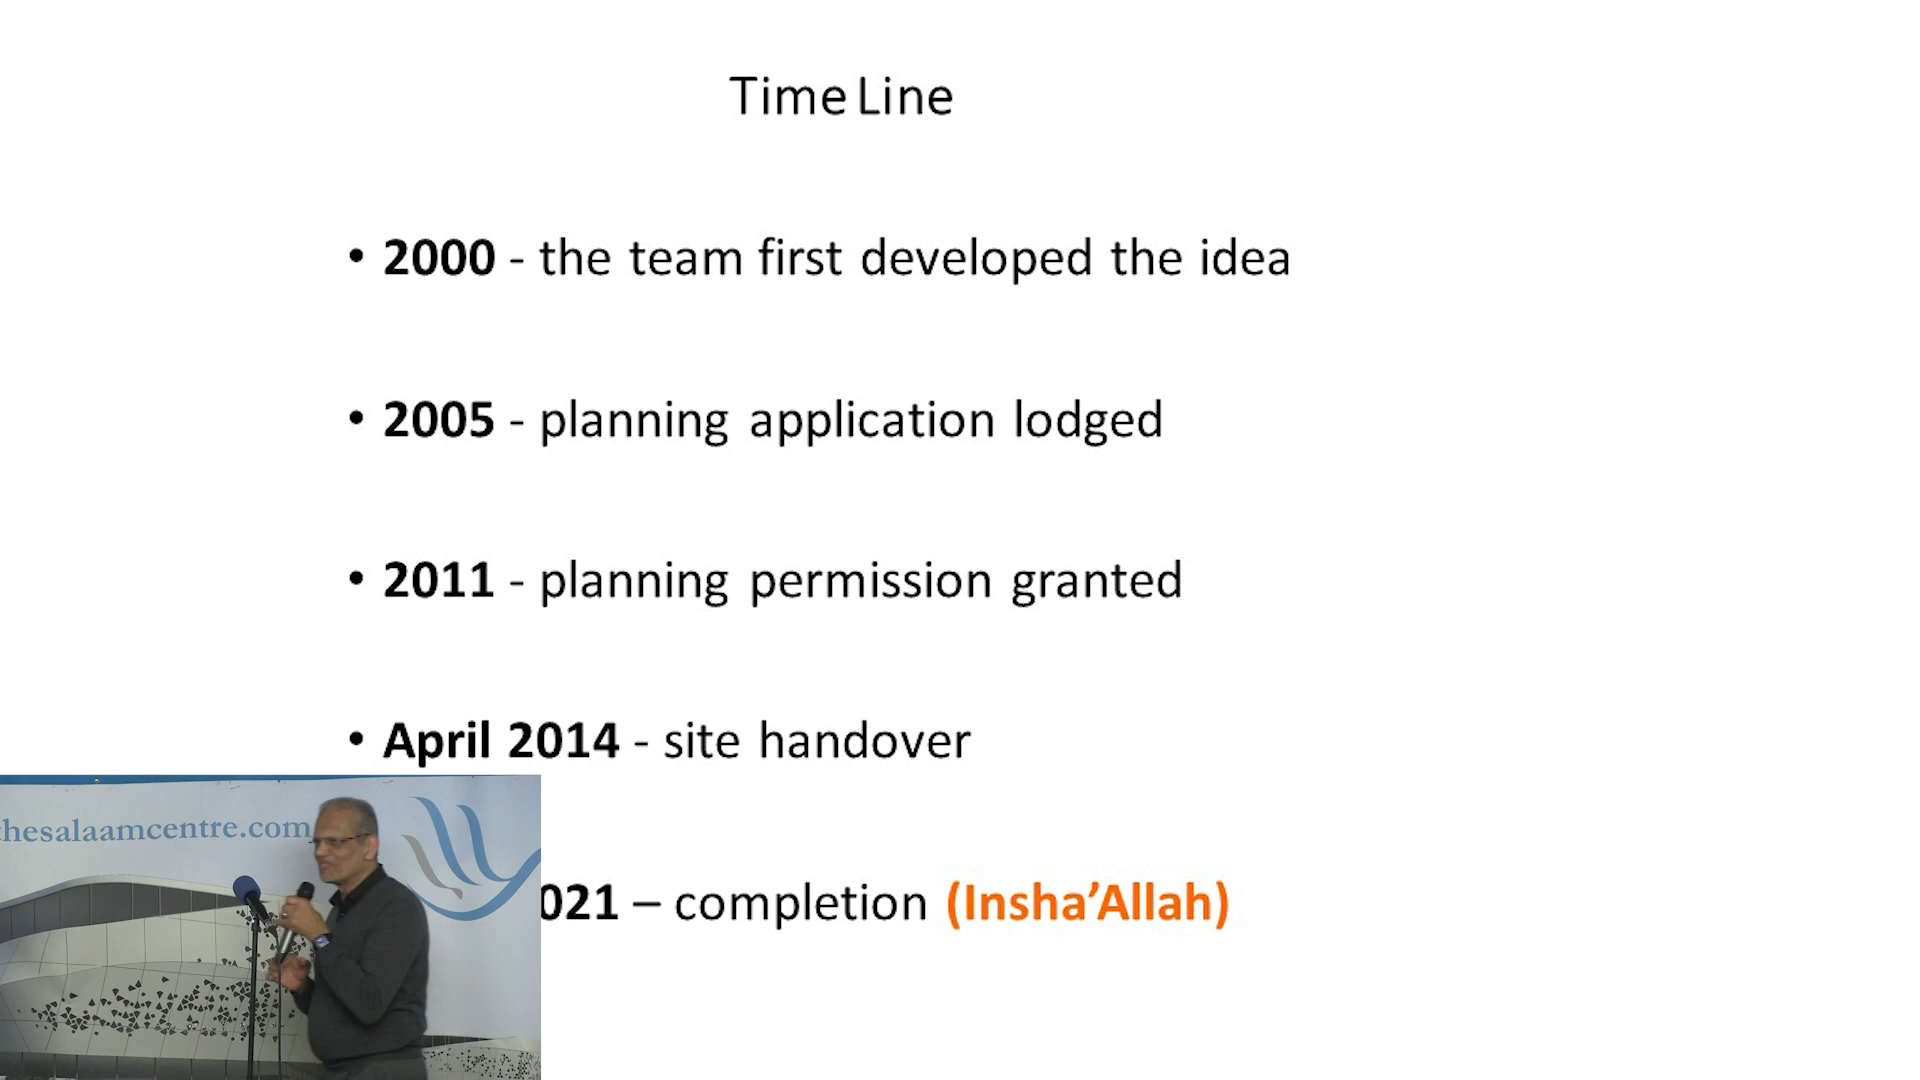 Time Line
• 2000 - the team first developed the idea
• 2005 - planning application lodged
• 2011 - planning permission granted
• April 2014 - site handover
021 – completion (Insha’Allah)
thesalaamcentre.com